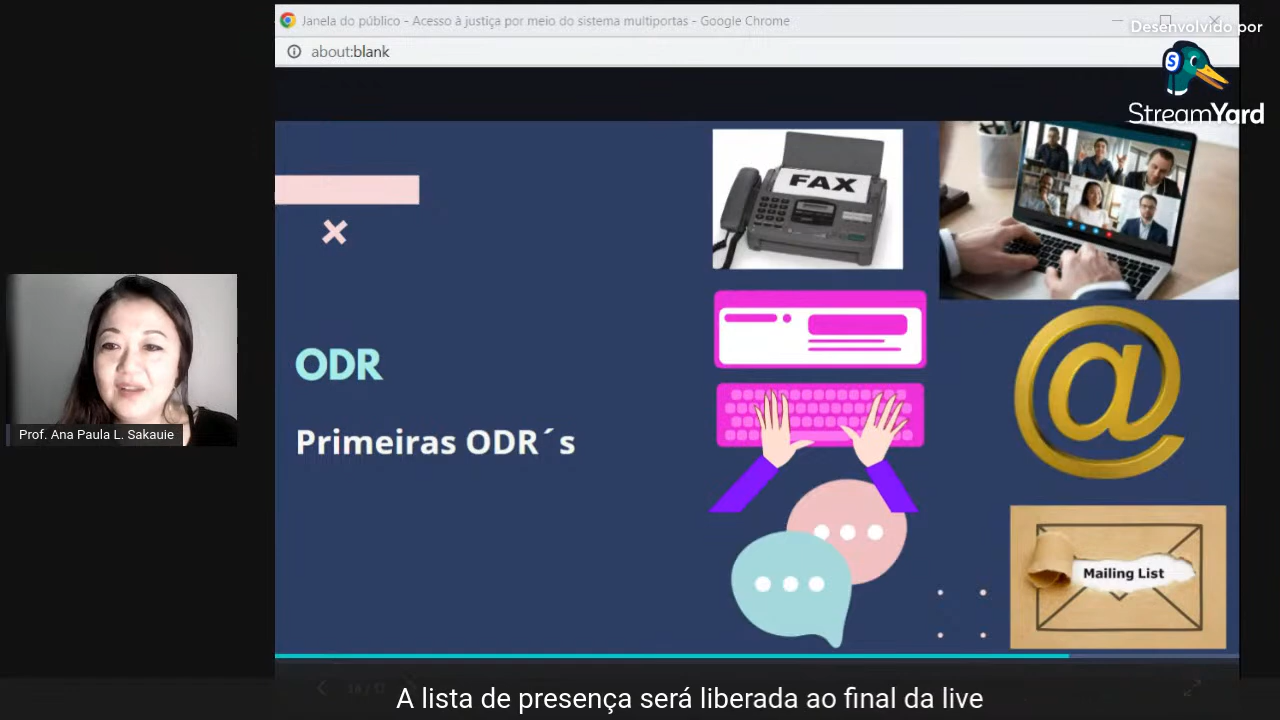 Janela do público - Acesso à justiça por meio do sistema multiportas - Google Chrome
about:blank
Desenvolvido por
S
StreamYard
FAX
ODR
Primeiras ODR´s
Mailing List
Prof. Ana Paula L. Sakauie
A lista de presença será liberada ao final da live